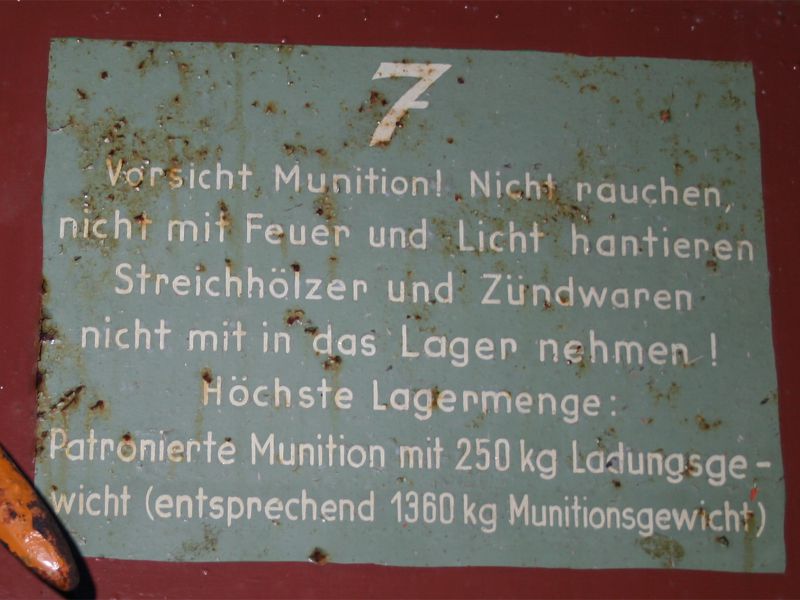 7
Vorsicht Munition! Nicht rauchen,
nicht mit Feuer und Licht hantieren
Streichhölzer und Zündwaren
nicht mit in das Lager nehmen !
Höchste Lagermenge:
Patronierte Munition mit 250 kg Ladungsge-
wicht (entsprechend 1360 kg Munitionsgewicht)